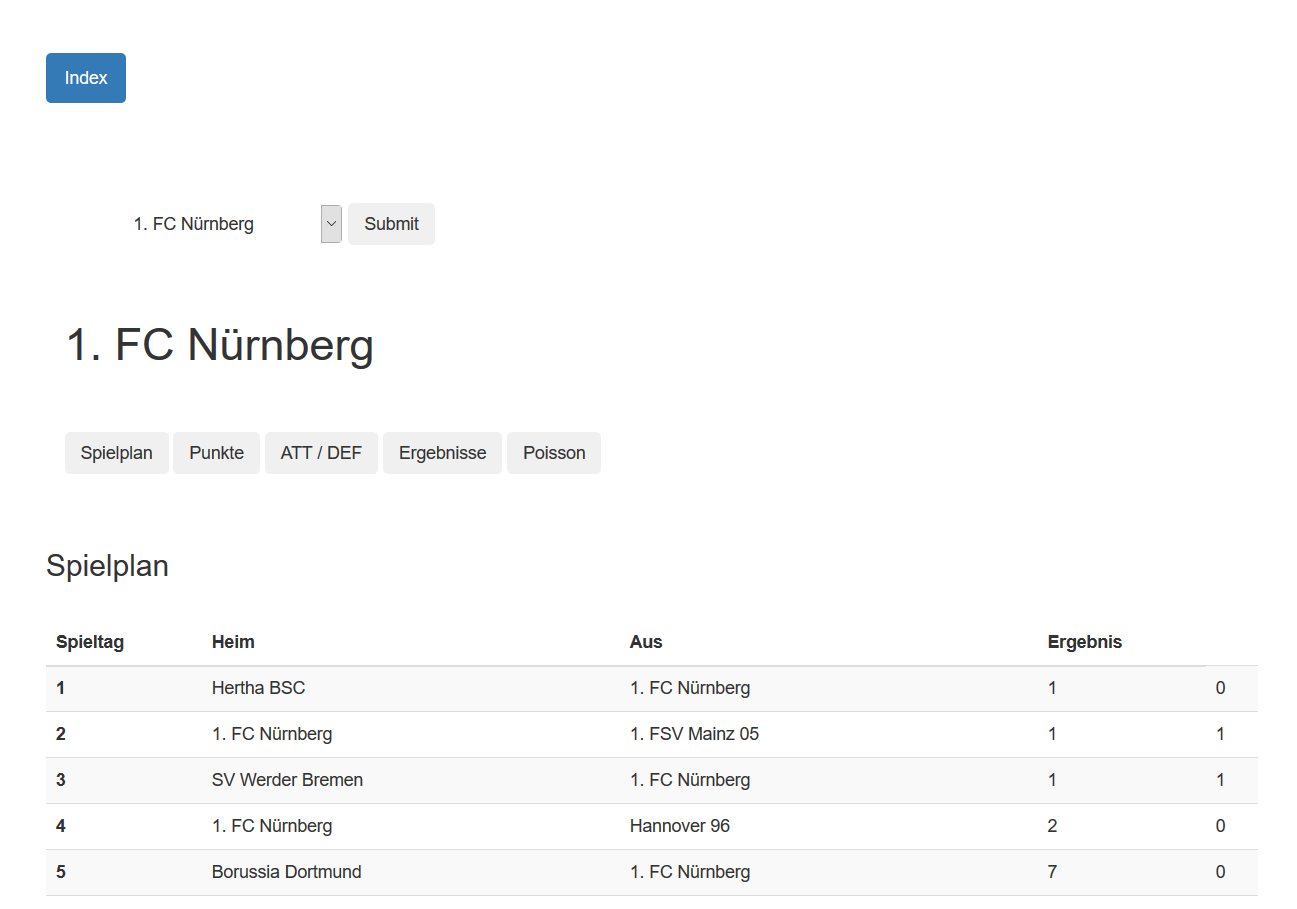 Index
1. FC Nürnberg Submit
1. FC Nürnberg
Spielplan Punkte ATT / DEF Ergebnisse Poisson
Spielplan
Spieltag Heim Aus Ergebnis
1 Hertha BSC 1. FC Nürnberg 1 0
2 1. FC Nürnberg 1. FSV Mainz 05 1 1
3 SV Werder Bremen 1. FC Nürnberg 1 1
4 1. FC Nürnberg Hannover 96 2 0
5 Borussia Dortmund 1. FC Nürnberg 7 0